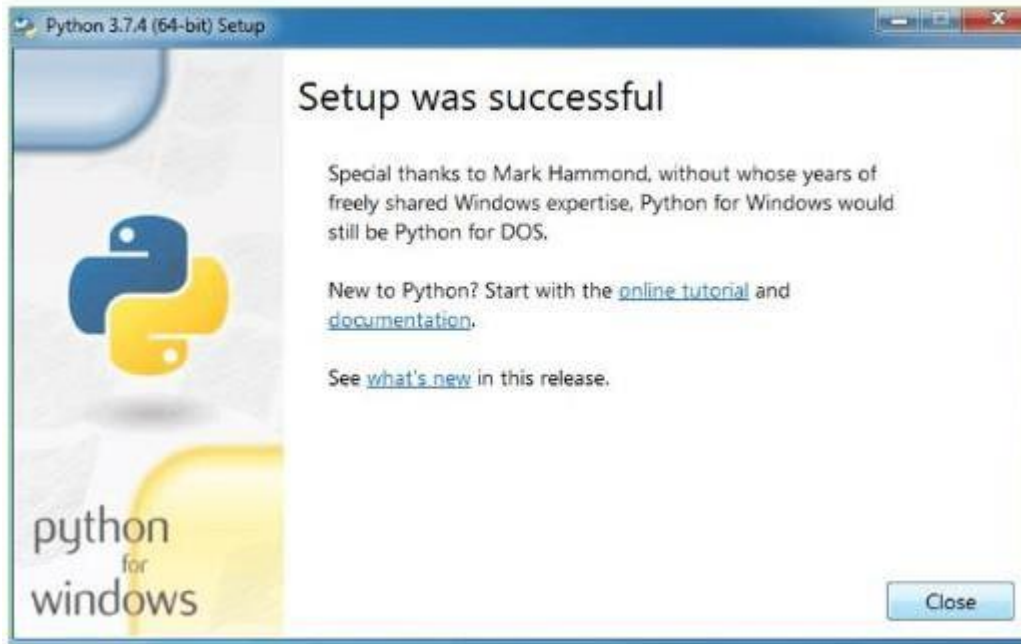 Python 3.7.4 (64-bit) Setup
Setup was successful
Special thanks to Mark Hammond, without whose years of
freely shared Windows expertise, Python for Windows would
still be Python for DOS.
New to Python? Start with the online tutorial and
documentation.
See what's new in this release.
python
for
windows
Close